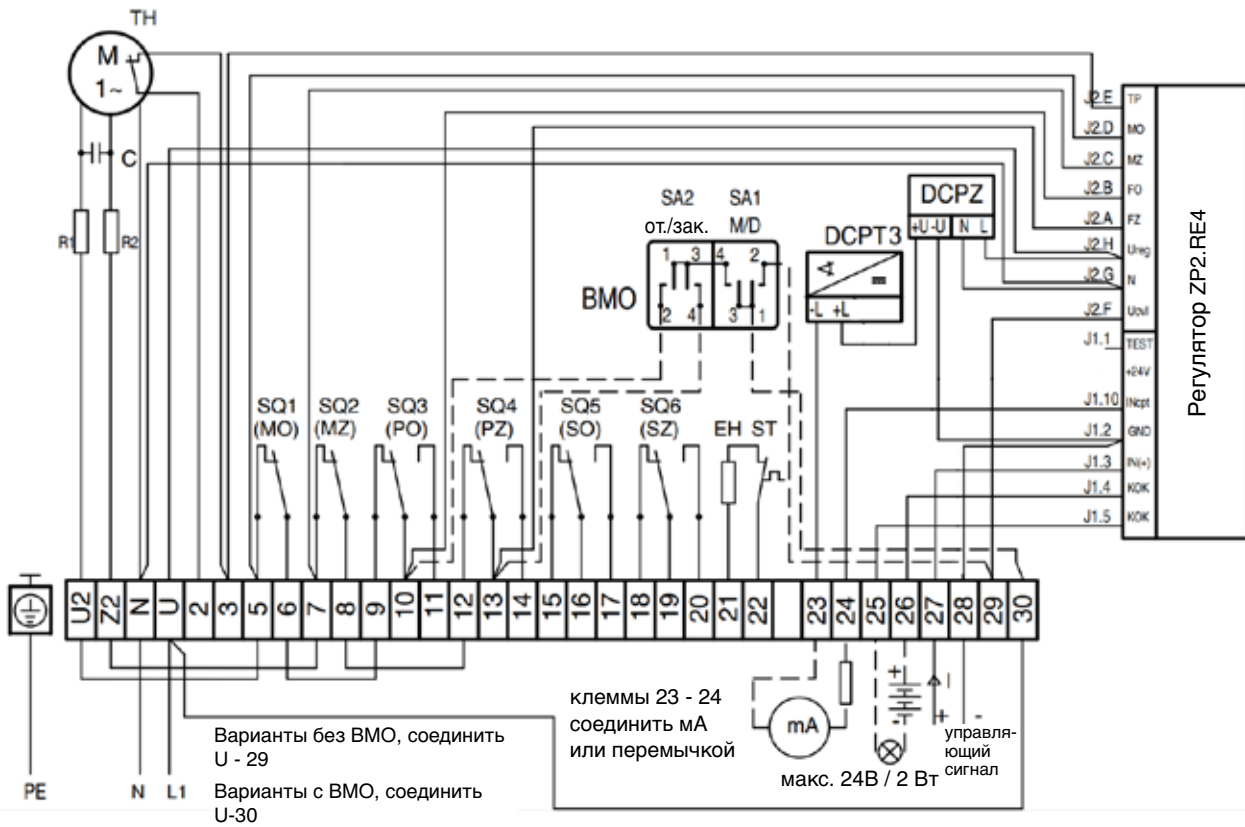 TH
M
1~
C
R1
R2
SA2
SA1
от./зак.
M/D
1
3
4
2
BMO
2
4
3
1
DCPT3
-L +L
DCPZ
+U -U N L
J2.E TP
J2.D MO
J2.C MZ
J2.B FO
J2.A FZ
J2.H Ureg
J2.G N
J2.F Uovl
J1.1 TEST
+24V
J1.10 INcpt
J1.2 GND
J1.3 IN(+)
J1.4 KOK
J1.5 KOK
Регулятор ZP2.RE4
SQ1
(MO)
SQ2
(MZ)
SQ3
(PO)
SQ4
(PZ)
SQ5
(SO)
SQ6
(SZ)
EH ST
U2 Z2 N U 2 3 5 6 7 8 9 10 11 12 13 14 15 16 17 18 19 20 21 22 23 24 25 26 27 28 29 30
PE
N
L1
Варианты без BMO, соединить
U - 29
Варианты с BMO, соединить
U-30
клеммы 23 - 24
соединить мА
или перемычкой
mA
+
-
I
+ -
управля-
ющий
сигнал
макс. 24В / 2 Вт